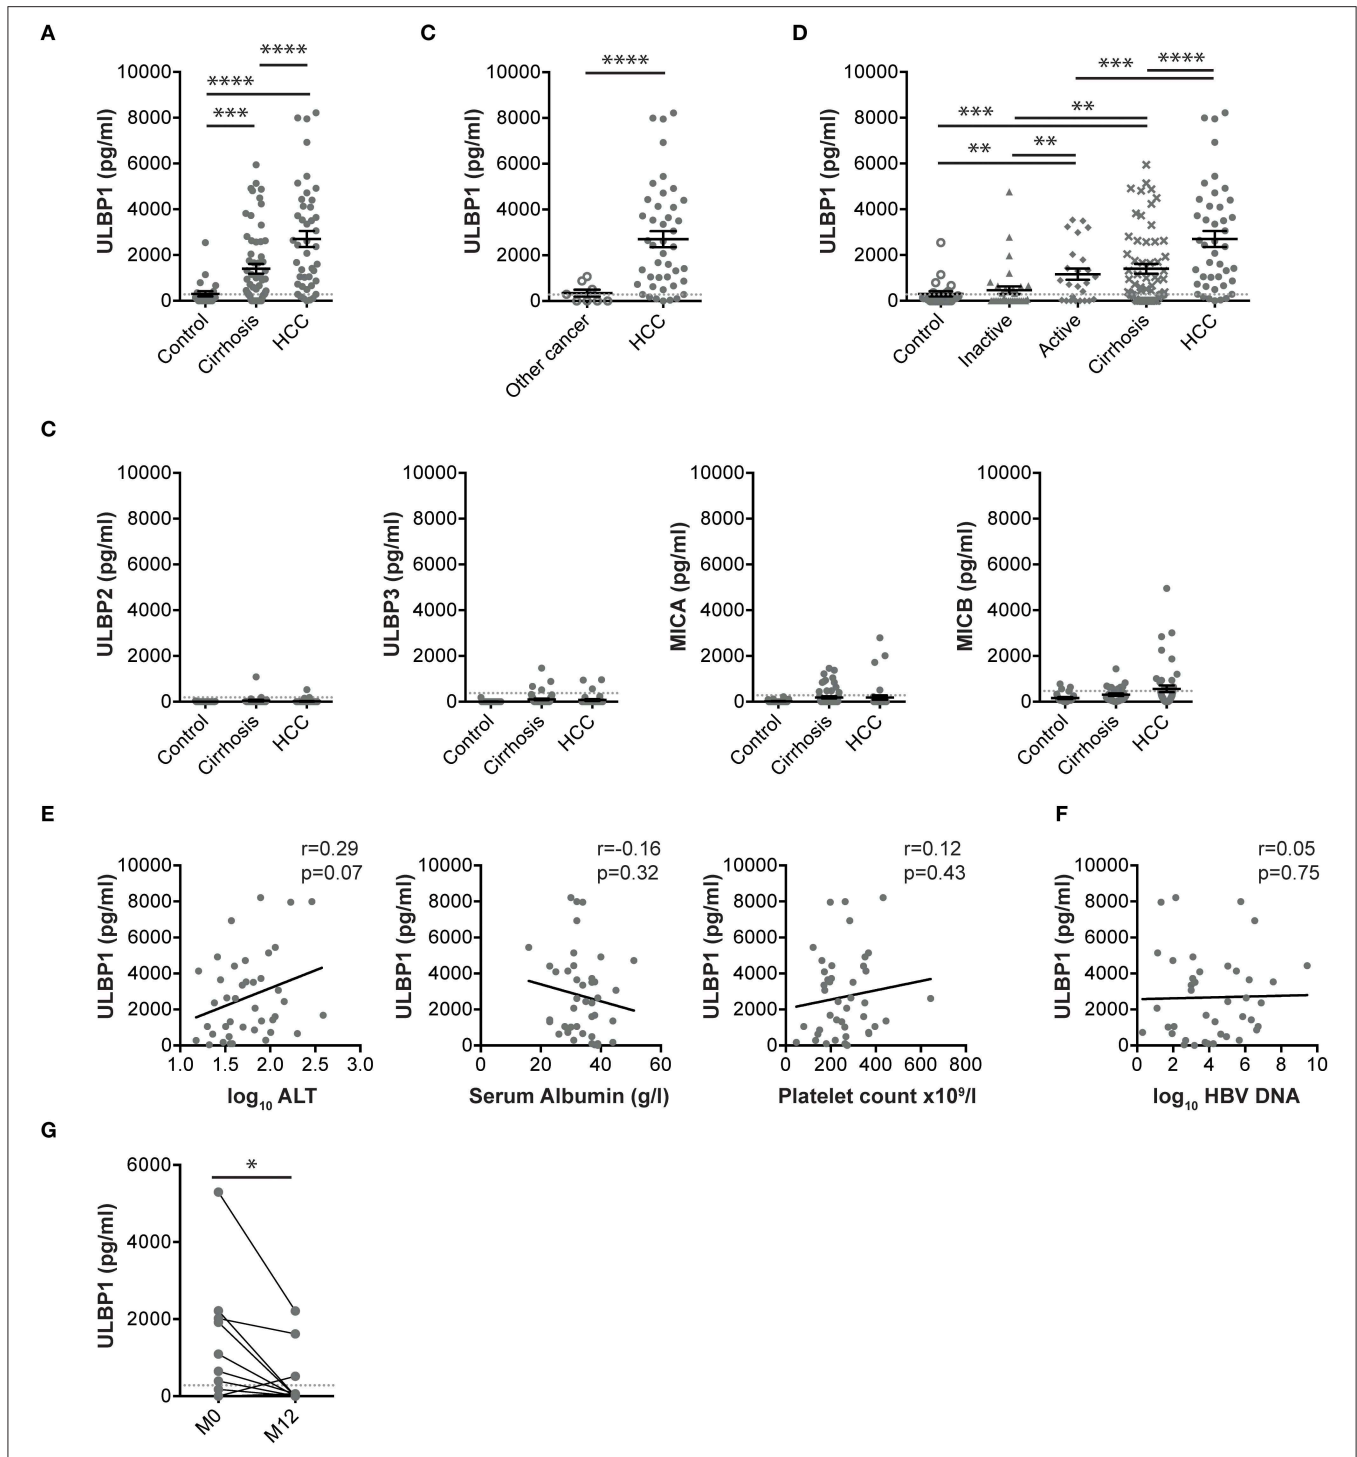 A
****
****
***
ULBP1 (pg/ml)
10000
8000
6000
4000
2000
0
Control
Cirrhosis
HCC
C
****
ULBP1 (pg/ml)
10000
8000
6000
4000
2000
0
Other cancer
HCC
D
****
***
***
**
**
**
ULBP1 (pg/ml)
10000
8000
6000
4000
2000
0
Control
Inactive
Active
Cirrhosis
HCC
C
ULBP2 (pg/ml)
10000
8000
6000
4000
2000
0
Control
Cirrhosis
HCC
ULBP3 (pg/ml)
10000
8000
6000
4000
2000
0
Control
Cirrhosis
HCC
MICA (pg/ml)
10000
8000
6000
4000
2000
0
Control
Cirrhosis
HCC
MICB (pg/ml)
10000
8000
6000
4000
2000
0
Control
Cirrhosis
HCC
E
r=0.29
p=0.07
ULBP1 (pg/ml)
10000
8000
6000
4000
2000
0
1.0 1.5 2.0 2.5 3.0
log10 ALT
r=-0.16
p=0.32
ULBP1 (pg/ml)
10000
8000
6000
4000
2000
0
0 20 40 60
Serum Albumin (g/l)
r=0.12
p=0.43
ULBP1 (pg/ml)
10000
8000
6000
4000
2000
0
0 200 400 600 800
Platelet count x10⁹/l
F
r=0.05
p=0.75
ULBP1 (pg/ml)
10000
8000
6000
4000
2000
0
0 2 4 6 8 10
log10 HBV DNA
G
*
ULBP1 (pg/ml)
6000
4000
2000
0
M0
M12